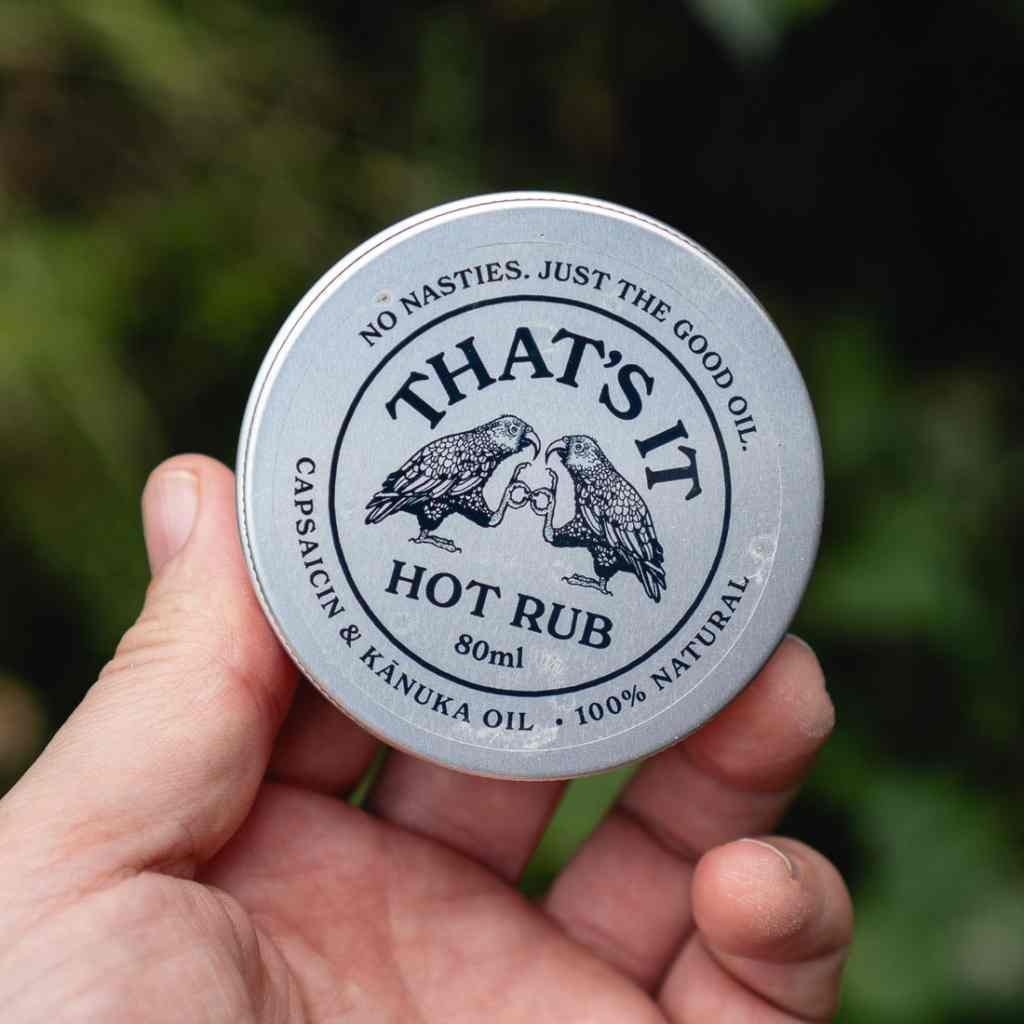 NO NASTIES. JUST THE GOOD OIL.
THAT'S IT
HOT RUB
80ml
CAPSAICIN & KĀNUKA OIL • 100% NATURAL